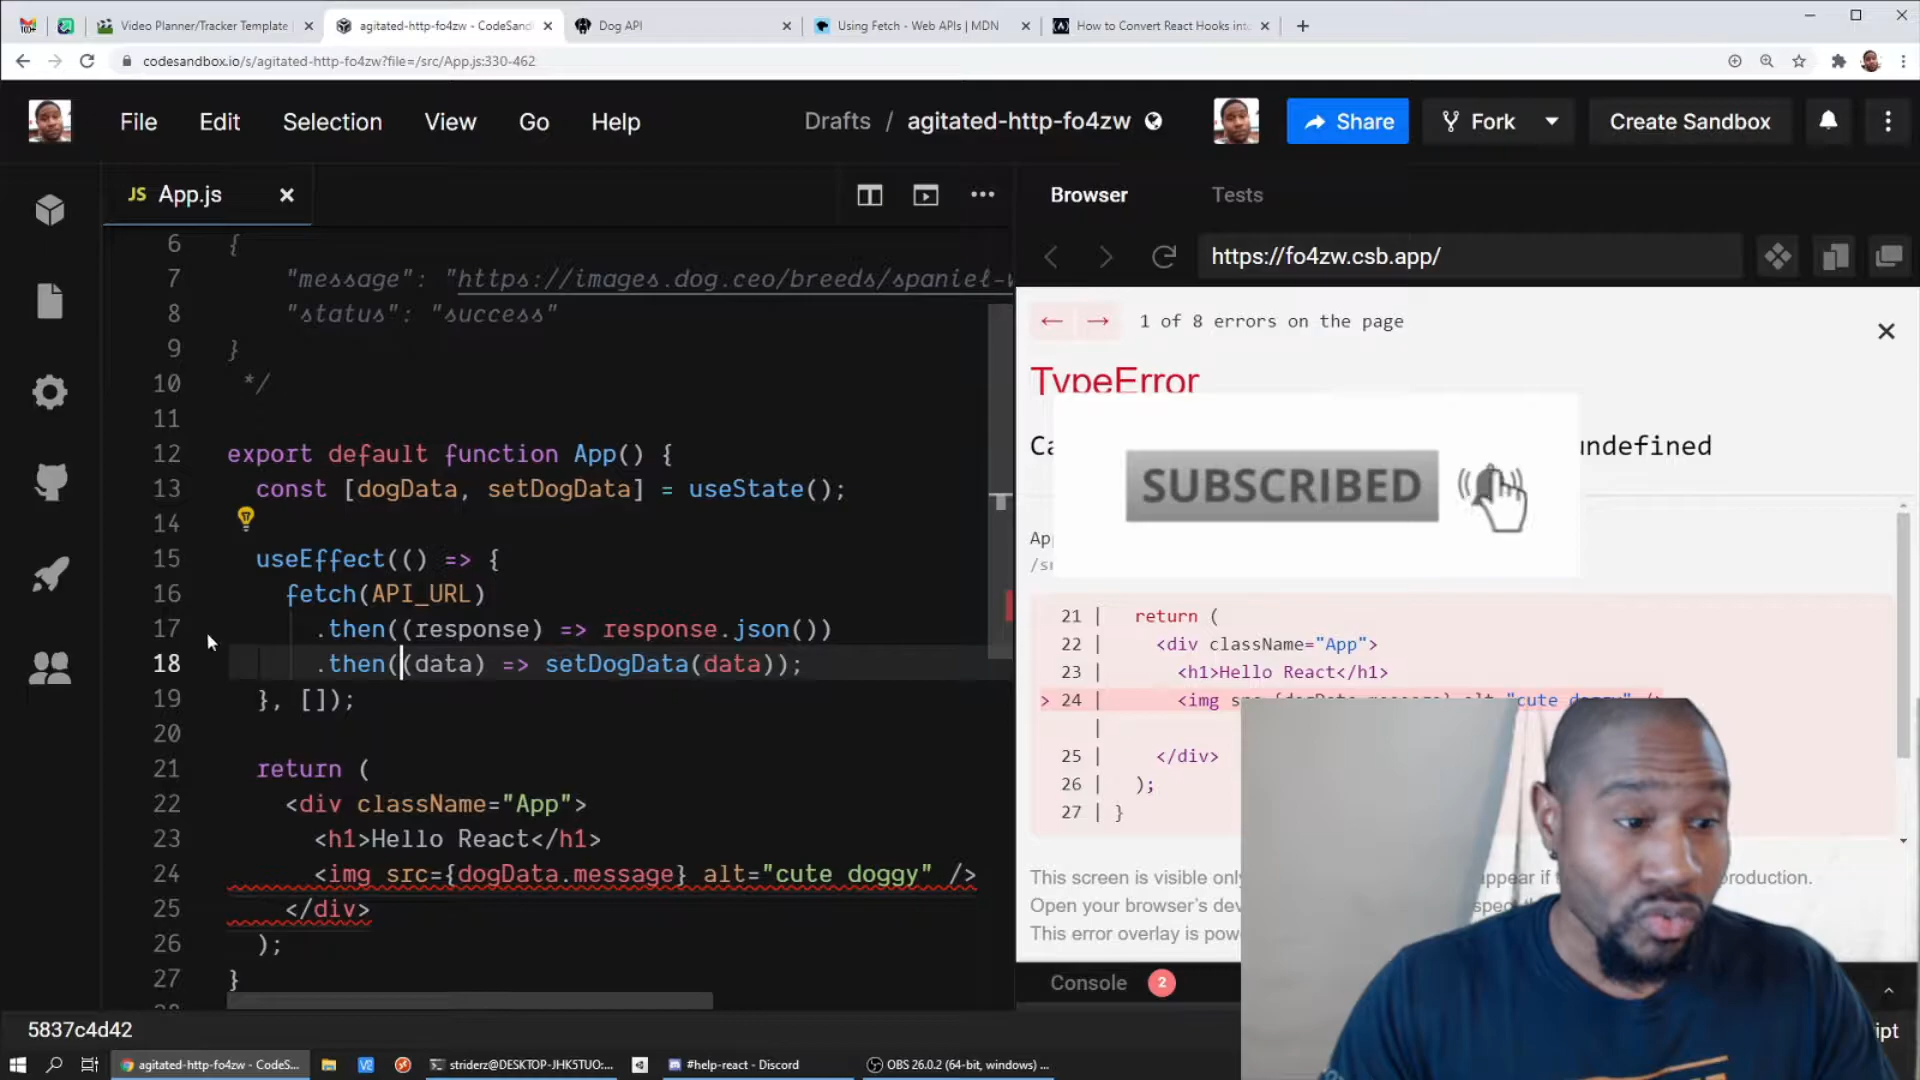 Video Planner/Tracker Template
agitated-http-fo4zw - CodeSand
Dog API
Using Fetch - Web APIs | MDN
How to Convert React Hooks into
codesandbox.io/s/agitated-http-fo4zw?file=/src/App.js:330-462
File Edit Selection View Go Help
Drafts / agitated-http-fo4zw
Share
Fork
Create Sandbox
JS App.js
6 {
7 "message": "https://images.dog.ceo/breeds/spaniel-
8 "status": "success"
9 }
10 */
11
12 export default function App() {
13 const [dogData, setDogData] = useState();
14
15 useEffect(() => {
16 fetch(API_URL)
17 .then((response) => response.json())
18 .then((data) => setDogData(data));
19 }, []);
20
21 return (
22 <div className="App">
23 <h1>Hello React</h1>
24 <img src={dogData.message} alt="cute doggy" />
25 </div>
26 );
27 }
Browser Tests
https://fo4zw.csb.app/
← → 1 of 8 errors on the page
TypeError
undefined
SUBSCRIBED
21 | return (
22 | <div className="App">
23 | <h1>Hello React</h1>
> 24 | <img
|
25 | </div>
26 | );
27 | }
This screen is visible only
production.
Open your browser's
This error overlay is
Console 2
5837c4d42
agitated-http-fo4zw - CodeS...
striderz@DESKTOP-JHK5TUO:...
#help-react - Discord
OBS 26.0.2 (64-bit, windows) ...